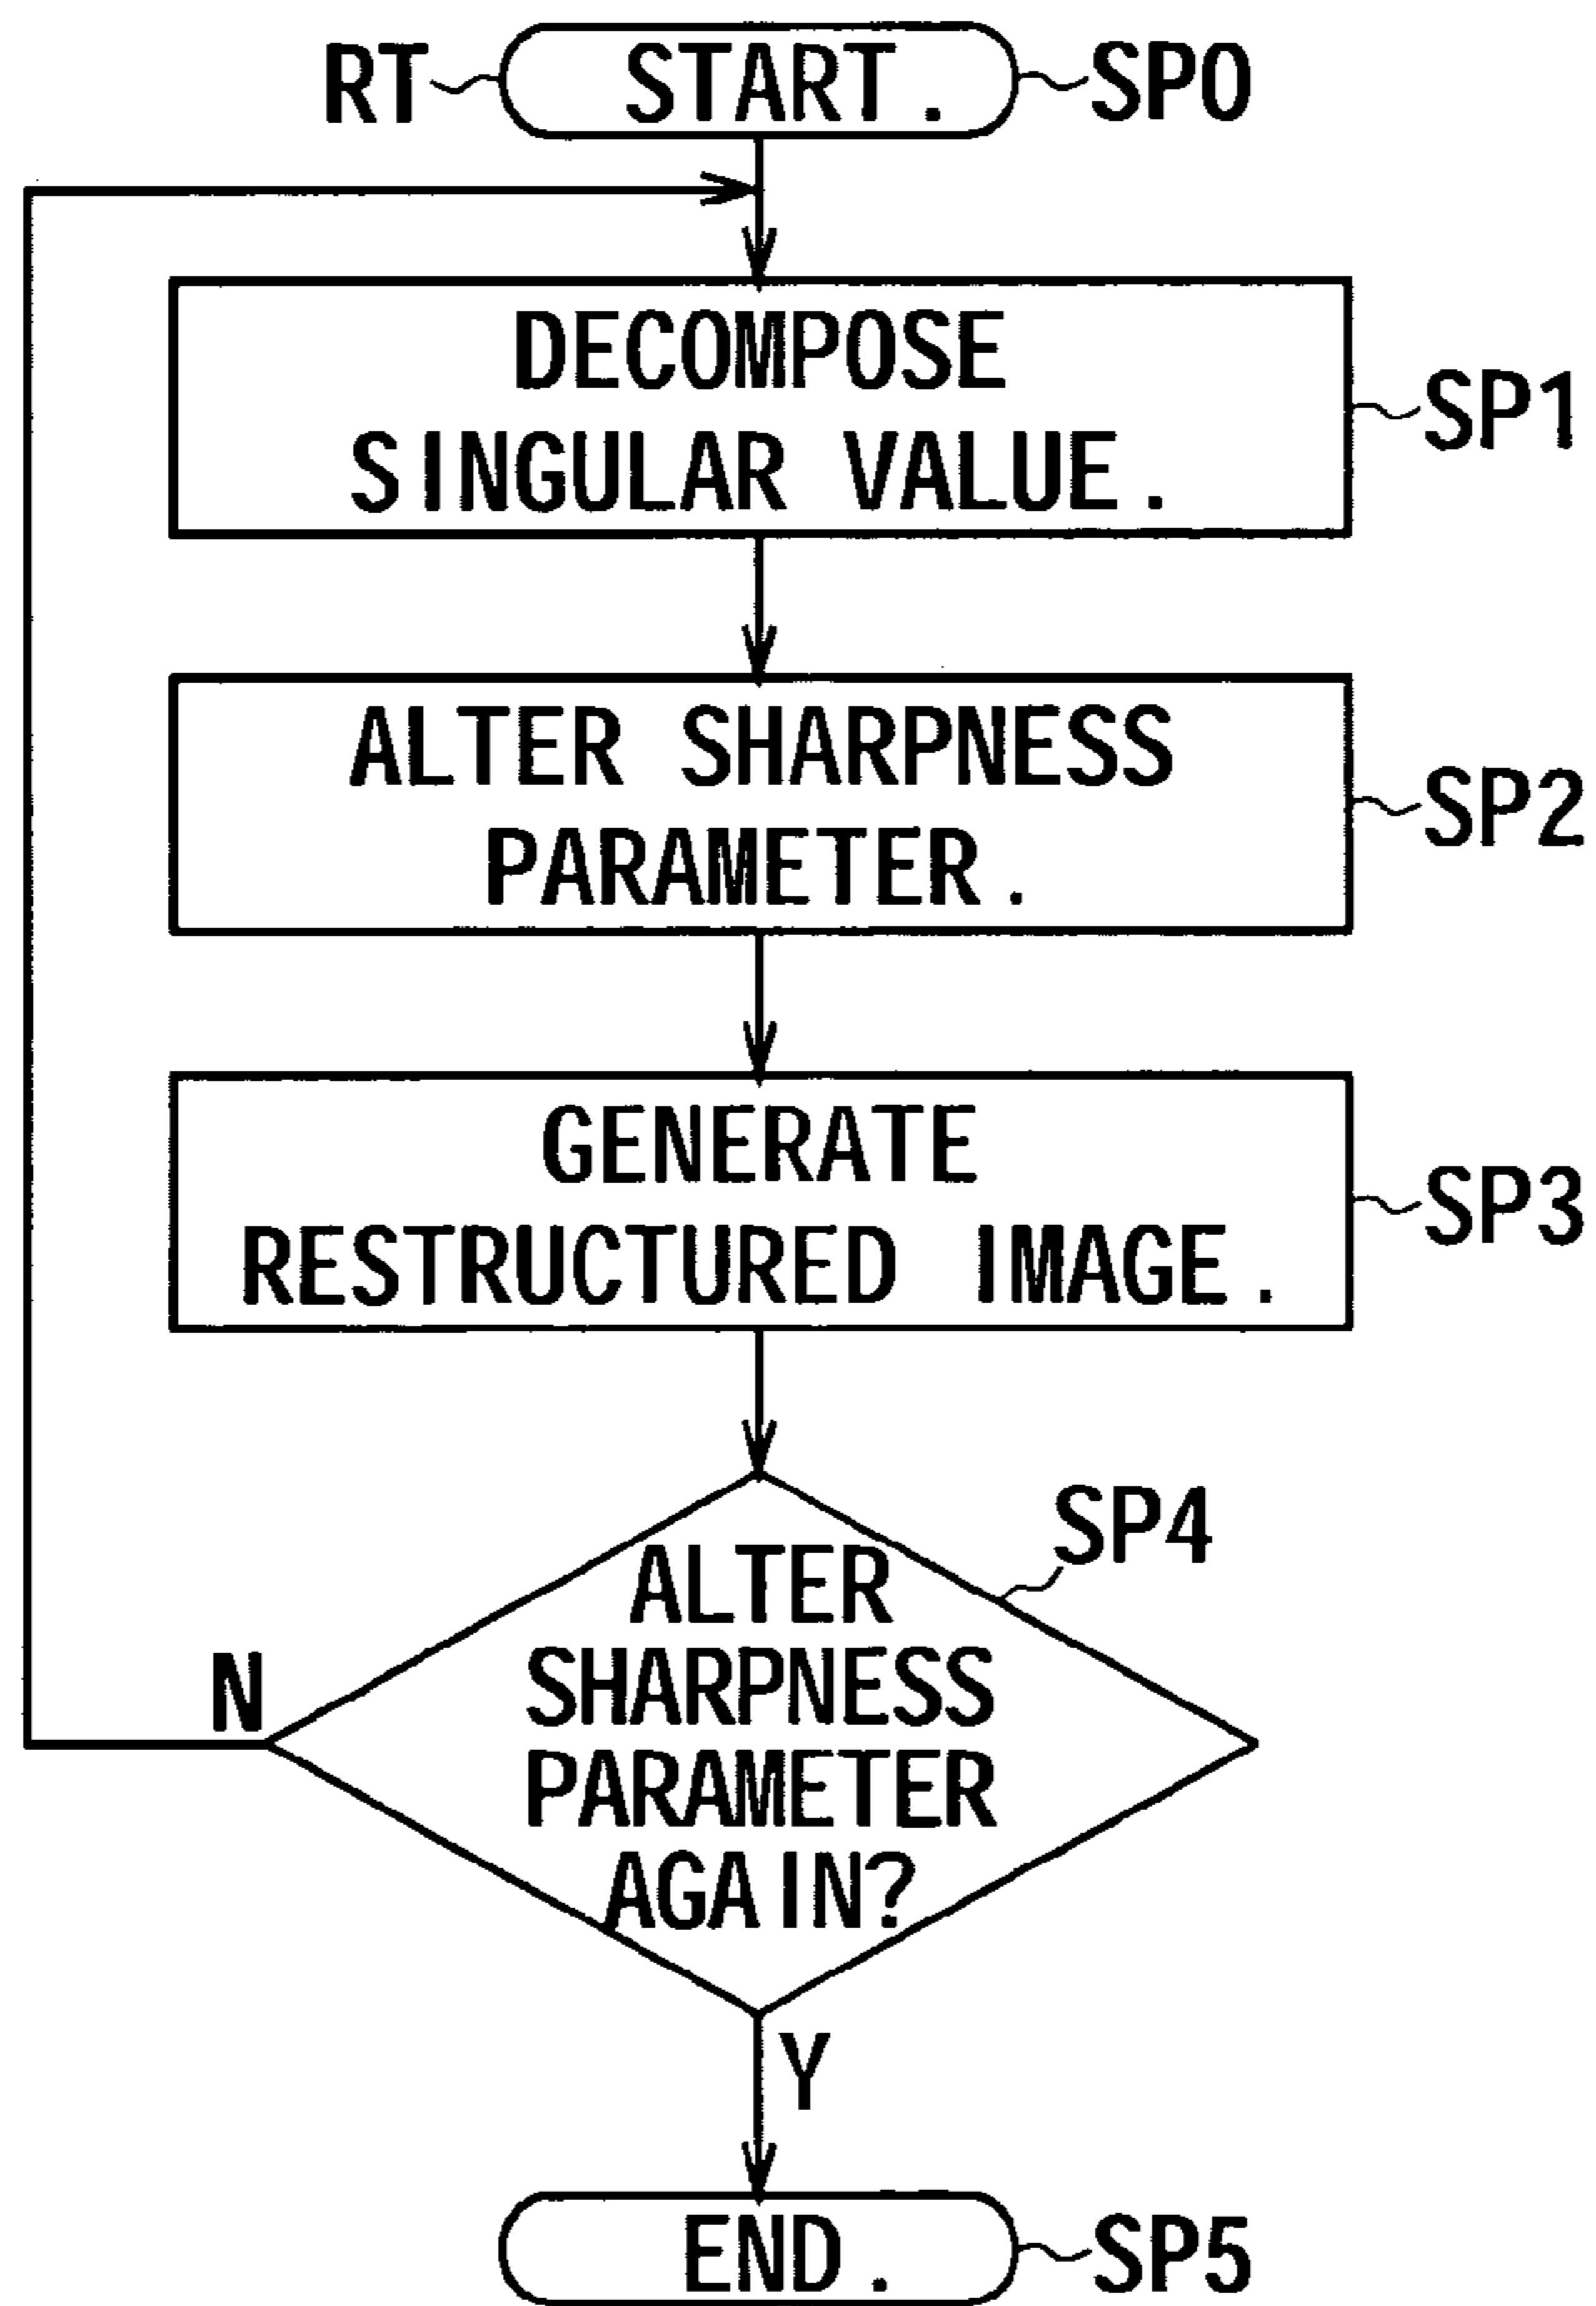 RT START. SP0
DECOMPOSE
SINGULAR VALUE.
SP1
ALTER SHARPNESS
PARAMETER.
SP2
GENERATE
RESTRUCTURED IMAGE.
SP3
SP4
ALTER
SHARPNESS
PARAMETER
AGAIN?
N
Y
END. SP5